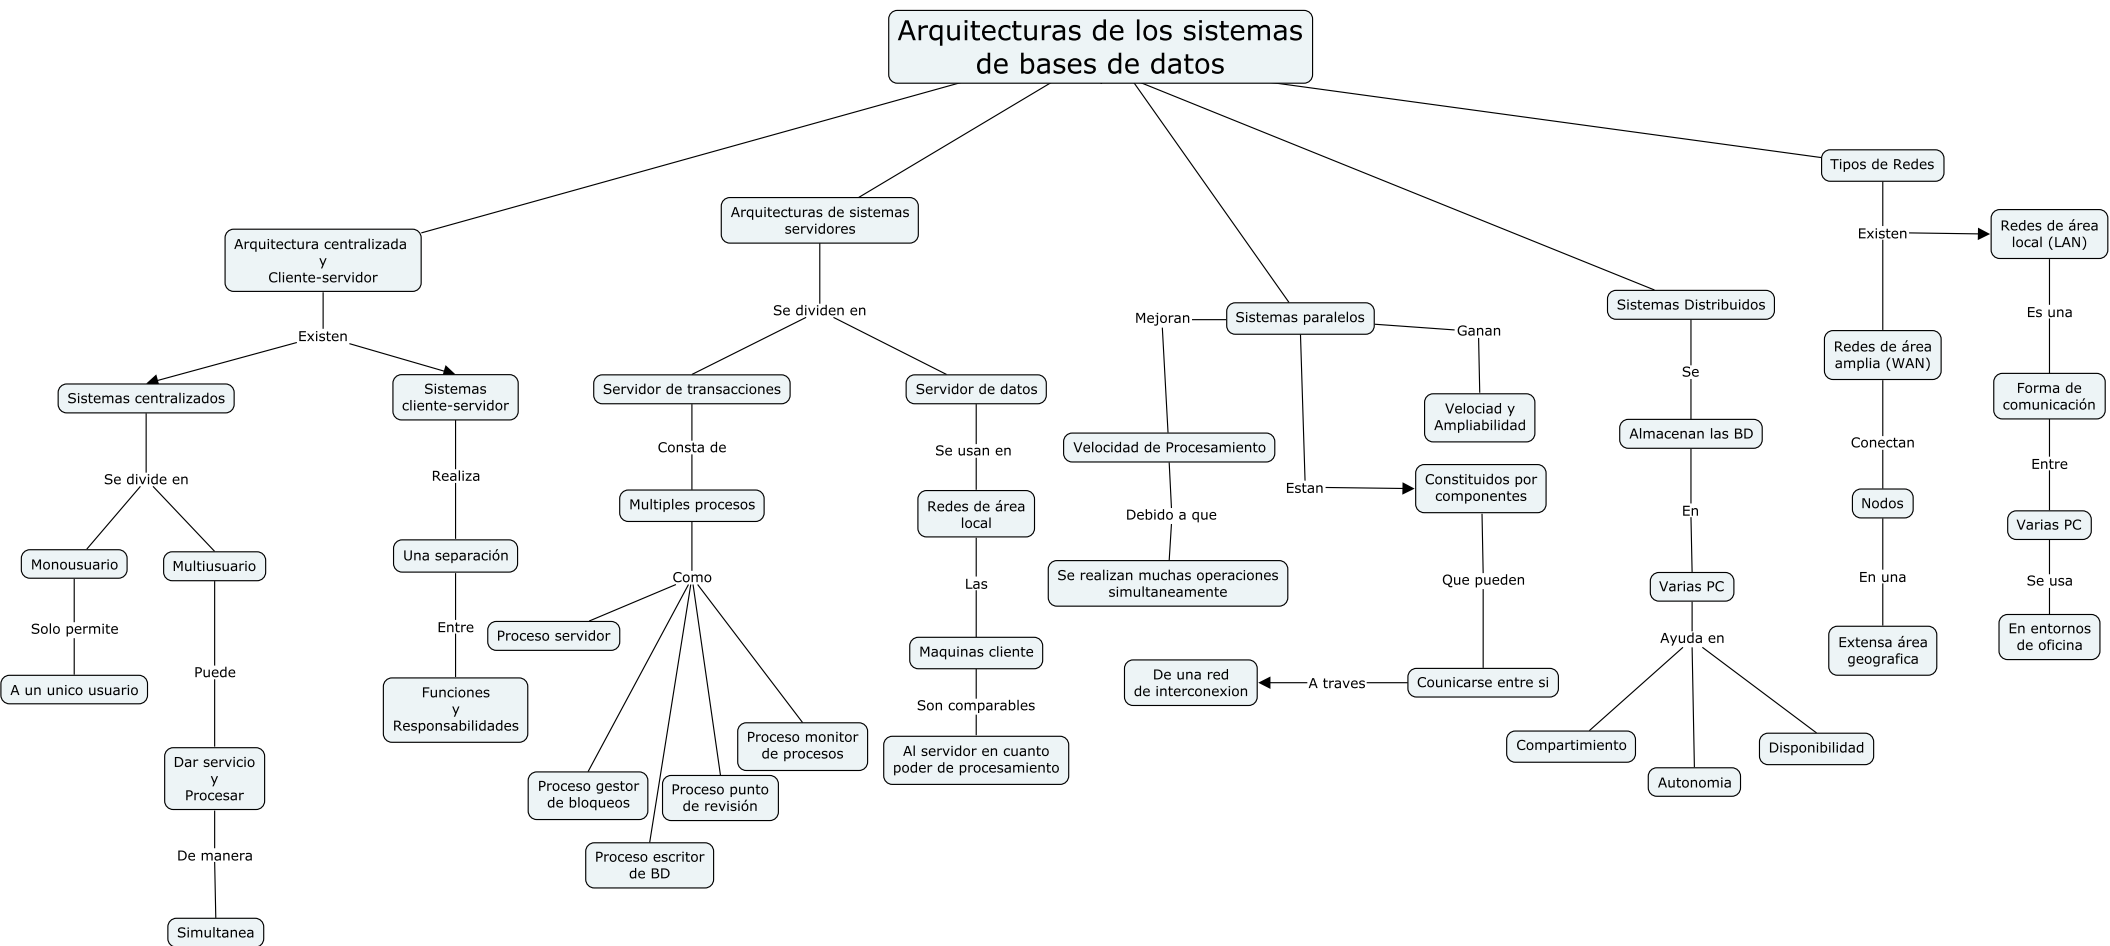 Arquitecturas de los sistemas
de bases de datos
Arquitectura centralizada
y
Cliente-servidor
Existen
Sistemas centralizados
Se divide en
Monousuario
Solo permite
A un unico usuario
Multiusuario
Puede
Dar servicio
y
Procesar
De manera
Simultanea
Sistemas
cliente-servidor
Realiza
Una separación
Entre
Funciones
y
Responsabilidades
Arquitecturas de sistemas
servidores
Se dividen en
Servidor de transacciones
Consta de
Multiples procesos
Como
Proceso servidor
Proceso gestor
de bloqueos
Proceso escritor
de BD
Proceso punto
de revisión
Proceso monitor
de procesos
Servidor de datos
Se usan en
Redes de área
local
Las
Maquinas cliente
Son comparables
Al servidor en cuanto
poder de procesamiento
Sistemas paralelos
Mejoran
Velocidad de Procesamiento
Debido a que
Se realizan muchas operaciones
simultaneamente
Ganan
Velociad y
Ampliabilidad
Estan
Constituidos por
componentes
Que pueden
Counicarse entre si
A traves
De una red
de interconexion
Sistemas Distribuidos
Se
Almacenan las BD
En
Varias PC
Ayuda en
Compartimiento
Autonomia
Disponibilidad
Tipos de Redes
Existen
Redes de área
amplia (WAN)
Conectan
Nodos
En una
Extensa área
geografica
Redes de área
local (LAN)
Es una
Forma de
comunicación
Entre
Varias PC
Se usa
En entornos
de oficina